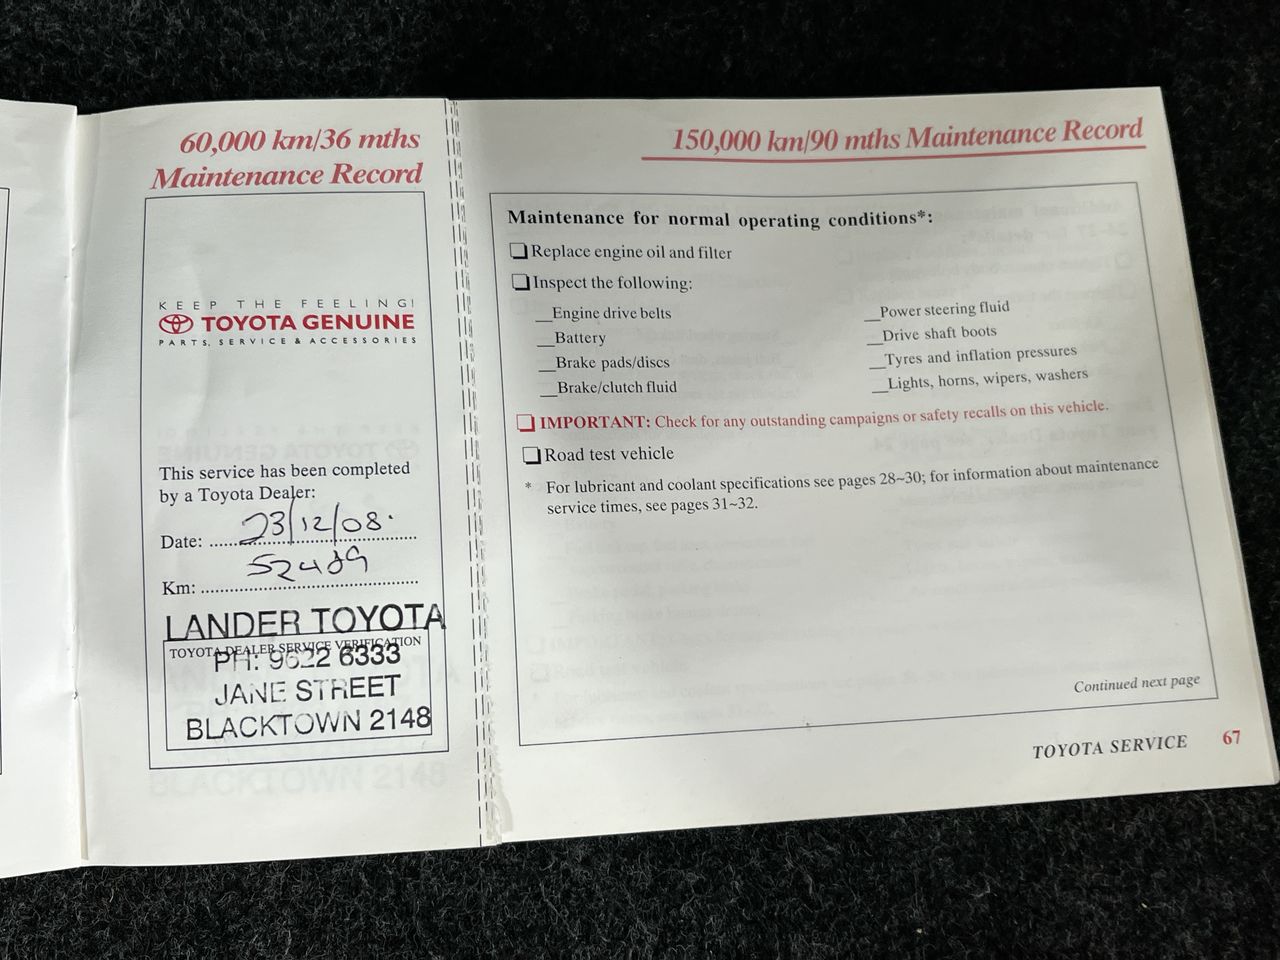 60,000 km/36 mths
Maintenance Record
KEEP THE FEELING!
TOYOTA GENUINE
PARTS, SERVICE & ACCESSORIES
This service has been completed
by a Toyota Dealer:
Date: 23/12/08.
Km:
LANDER TOYOTA
TOYOTA DEALER SERVICE VERIFICATION
PH: 9622 6333
JANE STREET
BLACKTOWN 2148
150,000 km/90 mths Maintenance Record
Maintenance for normal operating conditions*:
Replace engine oil and filter
Inspect the following:
__Engine drive belts
__Battery
__Brake pads/discs
__Brake/clutch fluid
__Power steering fluid
__Drive shaft boots
__Tyres and inflation pressures
__Lights, horns, wipers, washers
IMPORTANT: Check for any outstanding campaigns or safety recalls on this vehicle.
Road test vehicle
* For lubricant and coolant specifications see pages 28~30; for information about maintenance
service times, see pages 31~32.
Continued next page
TOYOTA SERVICE 67